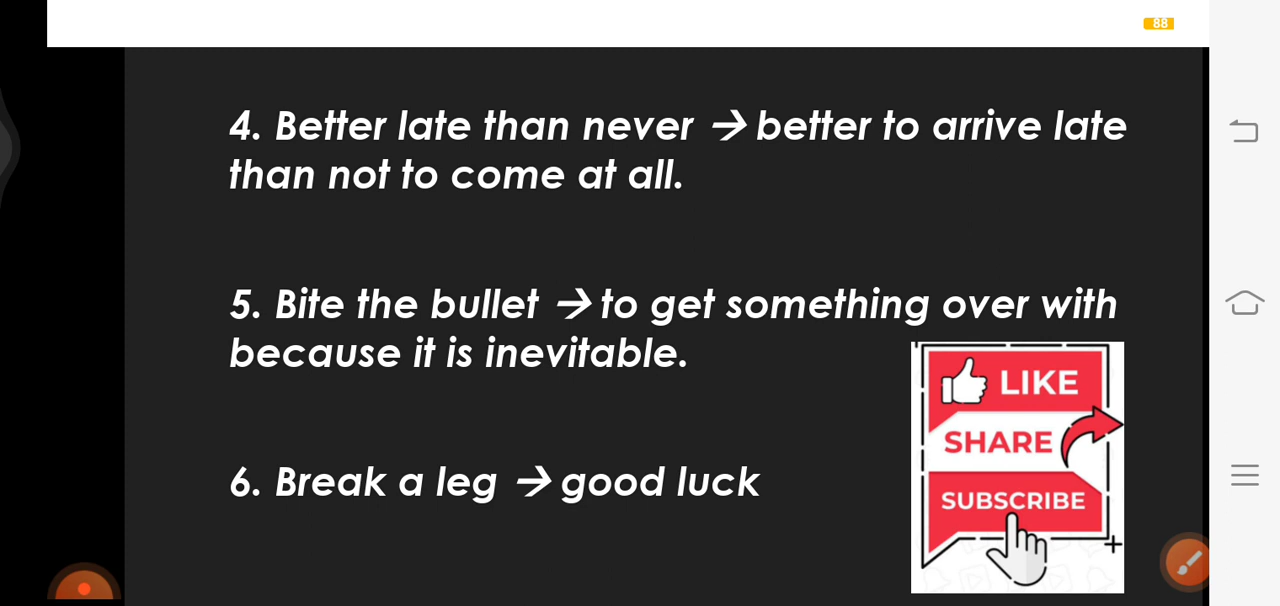 88
4. Better late than never → better to arrive late
than not to come at all.
5. Bite the bullet → to get something over with
because it is inevitable.
6. Break a leg → good luck
LIKE
SHARE
SUBSCRIBE